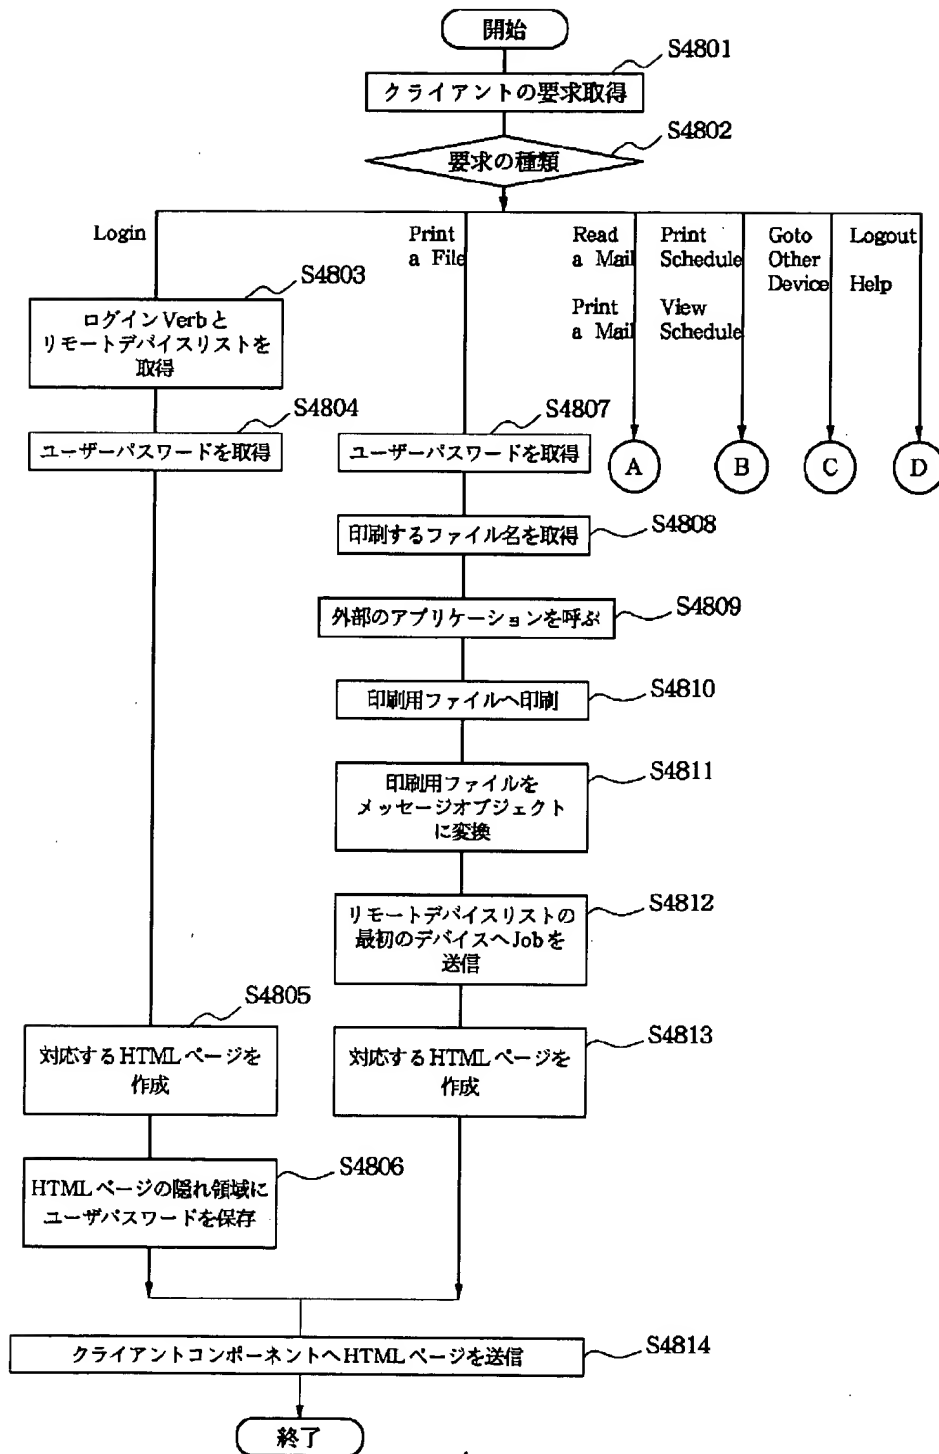 開始
S4801
クライアントの要求取得
S4802
要求の種類
Login
Print
a File
Read
a Mail
Print
a Mail
Print
Schedule
View
Schedule
Goto
Other
Device
Logout
Help
S4803
ログインVerbと
リモートデバイスリストを
取得
S4804
ユーザーパスワードを取得
S4807
ユーザーパスワードを取得
A
B
C
D
S4808
印刷するファイル名を取得
S4809
外部のアプリケーションを呼ぶ
S4810
印刷用ファイルへ印刷
S4811
印刷用ファイルを
メッセージオブジェクト
に変換
S4812
リモートデバイスリストの
最初のデバイスへJobを
送信
S4805
対応するHTMLページを
作成
S4813
対応するHTMLページを
作成
S4806
HTMLページの隠れ領域に
ユーザパスワードを保存
S4814
クライアントコンポーネントへHTMLページを送信
終了